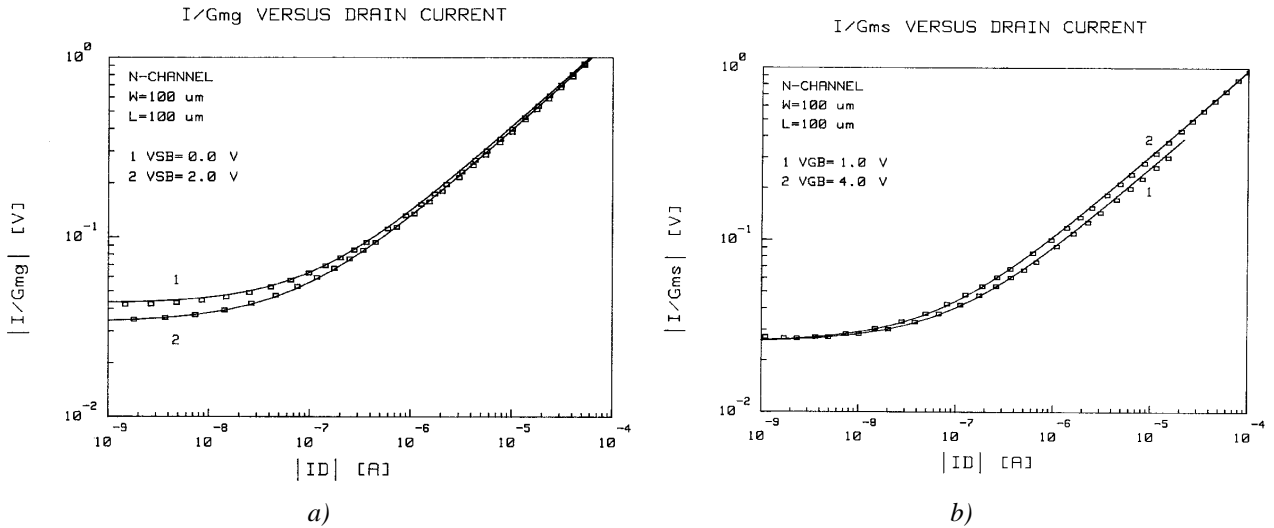 I/Gmg VERSUS DRAIN CURRENT
10^0
N-CHANNEL
W=100 um
L=100 um
1 VSB= 0.0 V
2 VSB= 2.0 V
|I/Gmg| [V]
10^-1
1
2
10^-2
10^-9 10^-8 10^-7 10^-6 10^-5 10^-4
|ID| [A]
a)
I/Gms VERSUS DRAIN CURRENT
10^0
N-CHANNEL
W=100 um
L=100 um
1 VGB= 1.0 V
2 VGB= 4.0 V
2
1
|I/Gms| [V]
10^-1
10^-2
10^-9 10^-8 10^-7 10^-6 10^-5 10^-4
|ID| [A]
b)